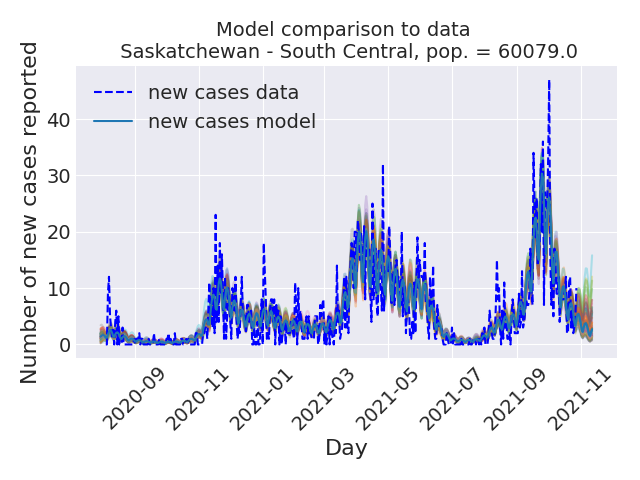 Model comparison to data
Saskatchewan - South Central, pop. = 60079.0
new cases data
new cases model
Number of new cases reported
40
30
20
10
0
2020-09
2020-11
2021-01
2021-03
2021-05
2021-07
2021-09
2021-11
Day